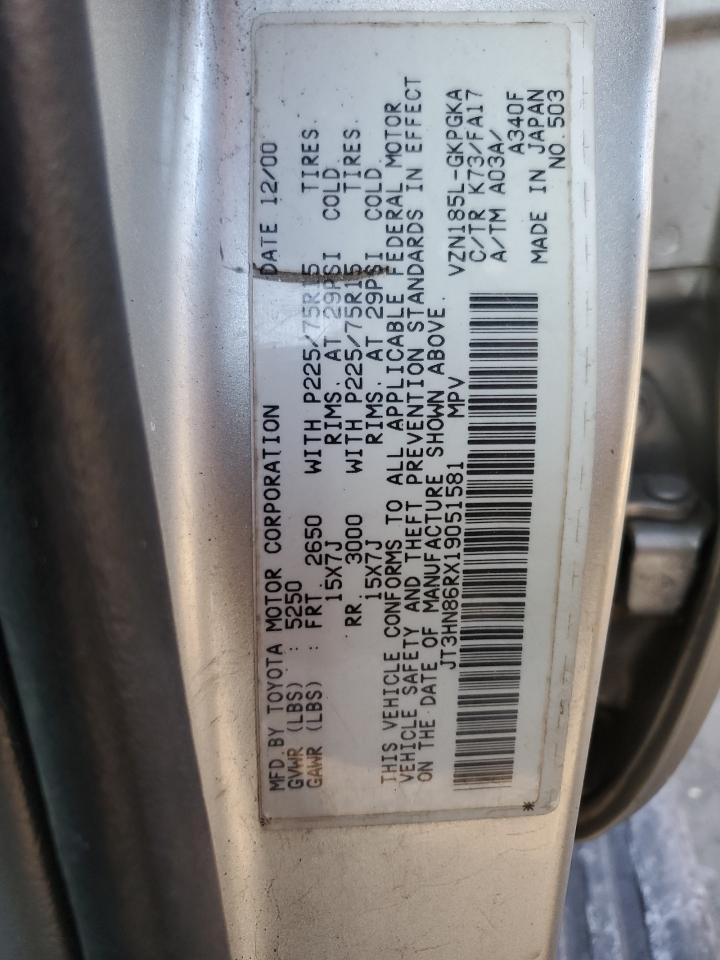 MFD.BY TOYOTA MOTOR CORPORATION DATE 12/00
GVWR (LBS) : 5250
GAWR (LBS) : FRT. 2650 WITH P225/75R15 TIRES.
15X7J RIMS. AT 29PSI COLD.
RR. 3000 WITH P225/75R15 TIRES.
15X7J RIMS. AT 29PSI COLD.
THIS VEHICLE CONFORMS TO ALL APPLICABLE FEDERAL MOTOR
VEHICLE SAFETY AND THEFT PREVENTION STANDARDS IN EFFECT
ON THE DATE OF MANUFACTURE SHOWN ABOVE.
JT3HN86RX19051581 MPV
VZN185L-GKPGKA
C/TR K73/FA17
A/TM A03A/
A340F
MADE IN JAPAN
NO.503
*